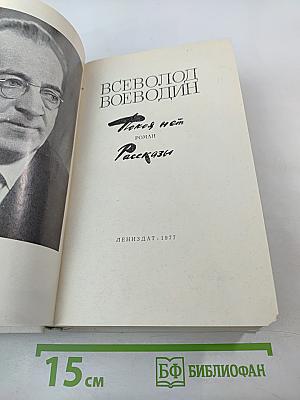 ВСЕВОЛОД
ВОЕВОДИН
Покоя нет
РОМАН
Рассказы
ЛЕНИЗДАТ · 1977
15 см
БФ БИБЛИОФАН